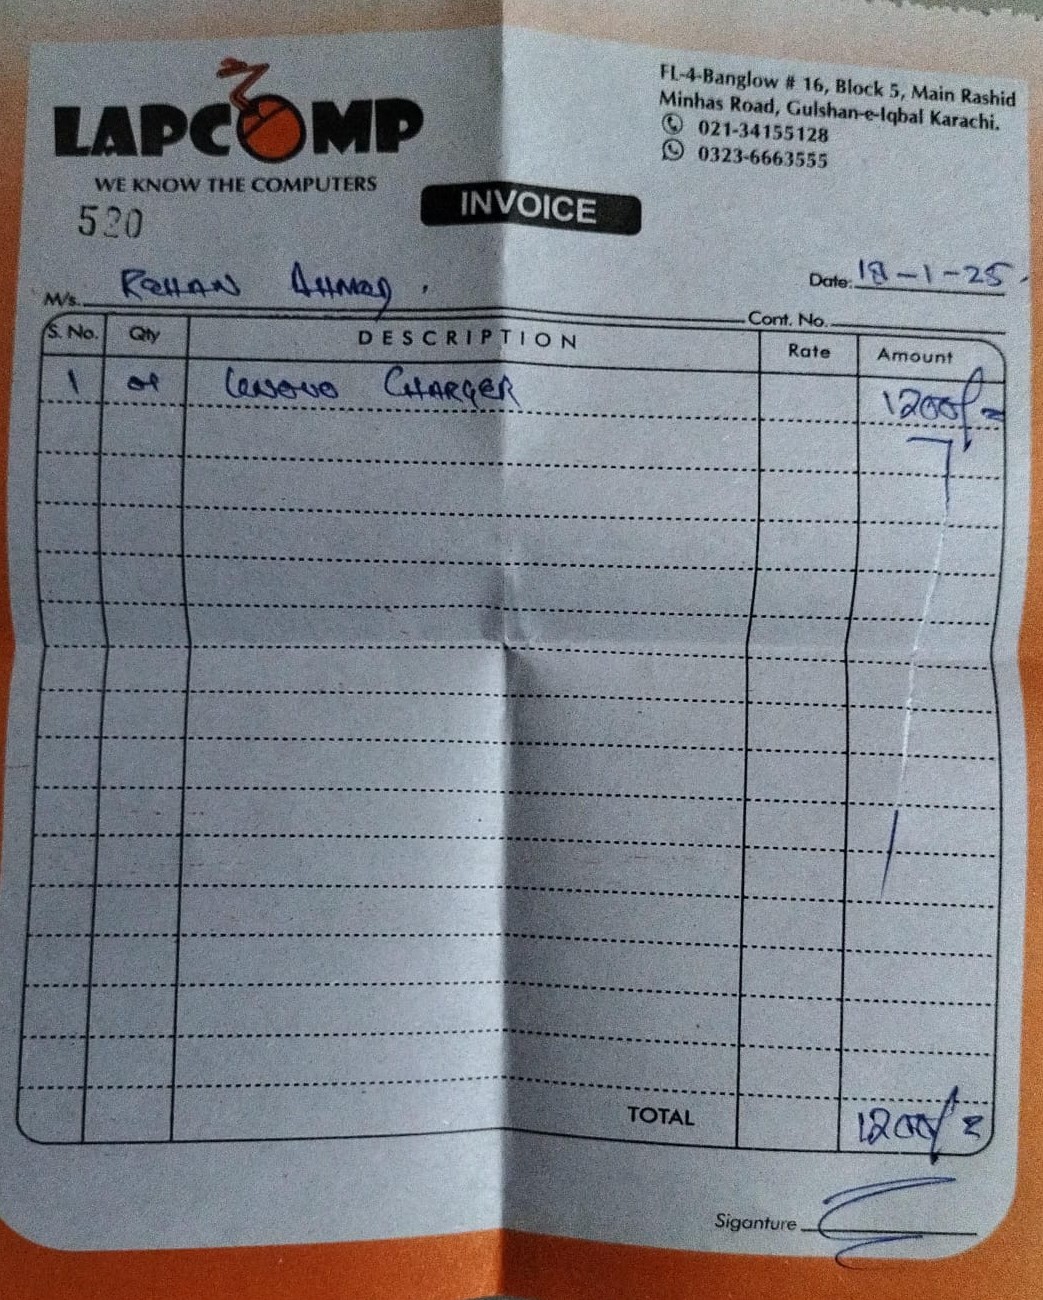 LAPCOMP
WE KNOW THE COMPUTERS
FL-4-Banglow # 16, Block 5, Main Rashid
Minhas Road, Gulshan-e-Iqbal Karachi.
021-34155128
0323-6663555
520
INVOICE
M/s. REHAN AHMAD. Date: 18-1-25
Cont. No.
S. No. Qty DESCRIPTION Rate Amount
1 01 Lenovo CHARGER 1200/=
TOTAL 1200/=
Siganture